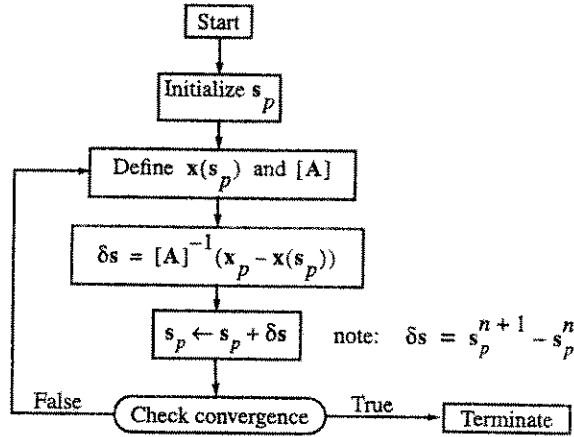 Start
Initialize s_p
Define x(s_p) and [A]
δs = [A]^{-1}(x_p - x(s_p))
s_p ← s_p + δs note: δs = s_p^{n+1} - s_p^n
False Check convergence True Terminate